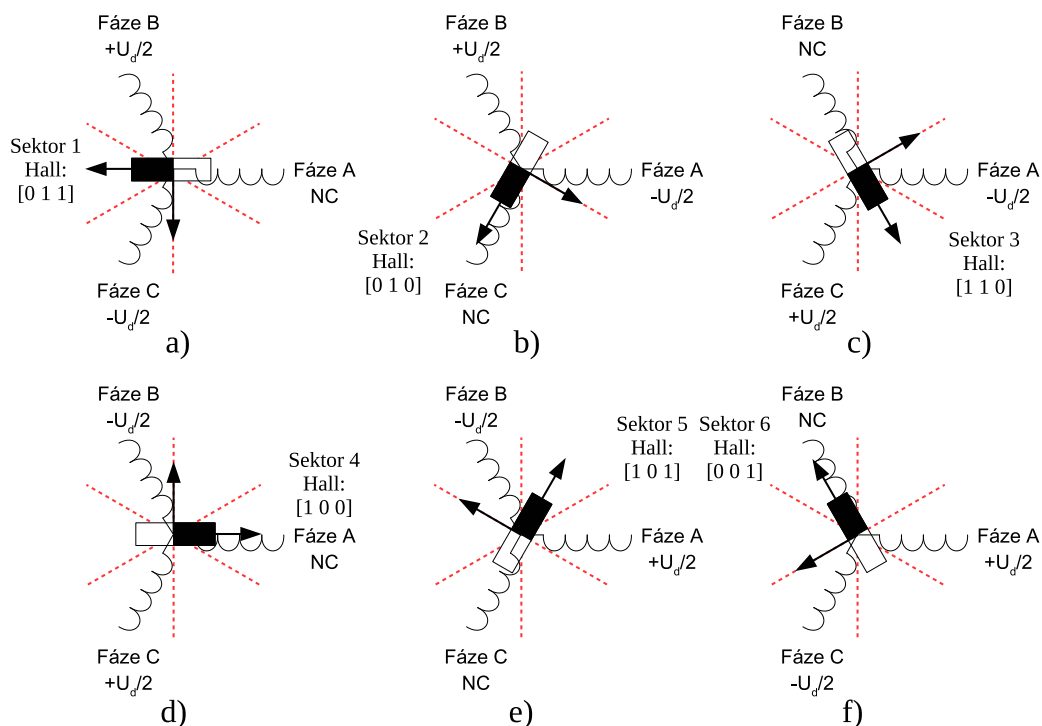 Fáze B
+Ud/2
Sektor 1
Hall:
[0 1 1]
Fáze A
NC
Fáze C
-Ud/2
a)
Fáze B
+Ud/2
Fáze A
-Ud/2
Sektor 2
Hall:
[0 1 0]
Fáze C
NC
b)
Fáze B
NC
Fáze A
-Ud/2
Sektor 3
Hall:
[1 1 0]
Fáze C
+Ud/2
c)
Fáze B
-Ud/2
Sektor 4
Hall:
[1 0 0]
Fáze A
NC
Fáze C
+Ud/2
d)
Fáze B
-Ud/2
Sektor 5
Hall:
[1 0 1]
Fáze A
+Ud/2
Fáze C
NC
e)
Fáze B
NC
Sektor 6
Hall:
[0 0 1]
Fáze A
+Ud/2
Fáze C
-Ud/2
f)